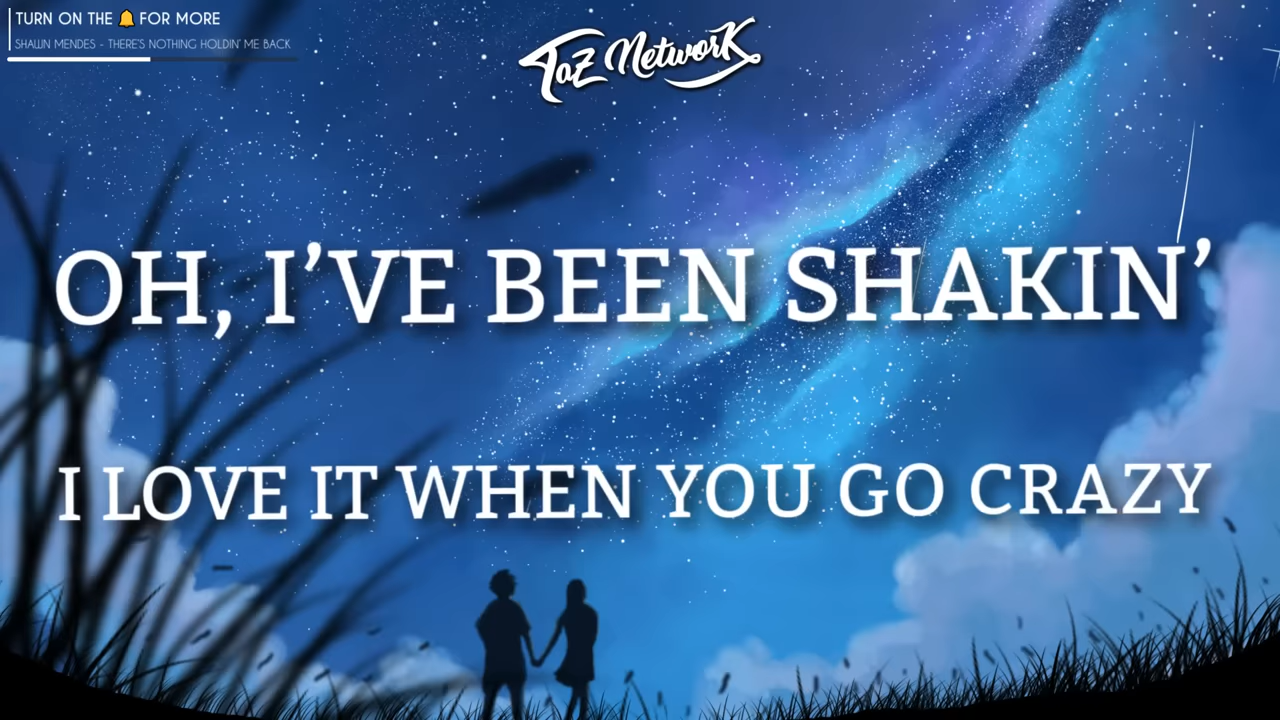 TURN ON THE 🔔 FOR MORE
SHAWN MENDES - THERE'S NOTHING HOLDIN' ME BACK
TaZ NetworK
OH, I’VE BEEN SHAKIN’
I LOVE IT WHEN YOU GO CRAZY